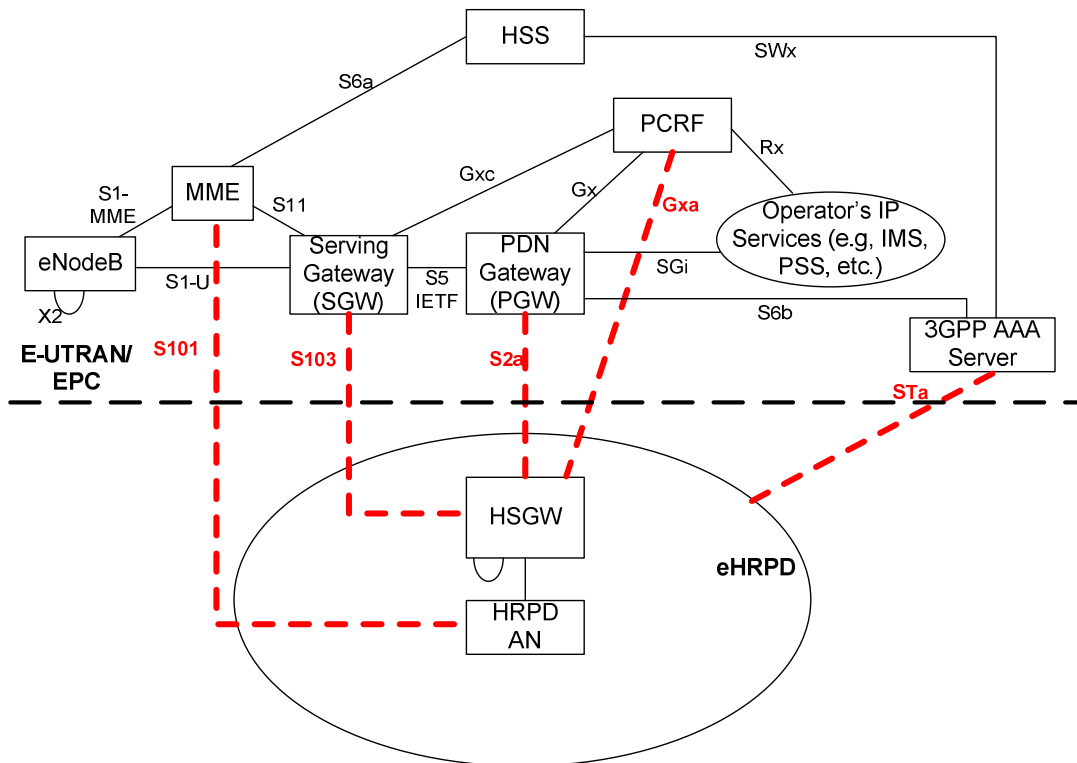 HSS
SWx
S6a
PCRF
Rx
Gxc
S1-
MME
MME
Gx
S11
Gxa
Operator's IP
Services (e.g, IMS,
PSS, etc.)
eNodeB
Serving
Gateway
(SGW)
PDN
Gateway
(PGW)
S1-U
S5
IETF
SGi
X2
S6b
3GPP AAA
Server
E-UTRAN/
EPC
S101
S103
S2a
STa
HSGW
eHRPD
HRPD
AN